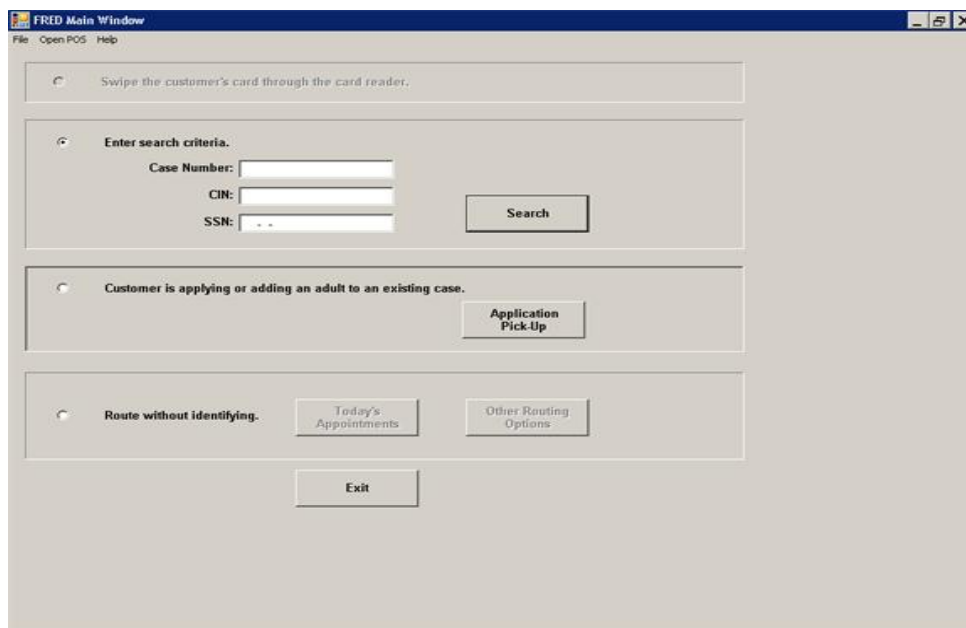 FRED Main Window
File Open POS Help
Swipe the customer's card through the card reader.
Enter search criteria.
Case Number:
CIN:
SSN: - -
Search
Customer is applying or adding an adult to an existing case.
Application
Pick-Up
Route without identifying.
Today's
Appointments
Other Routing
Options
Exit